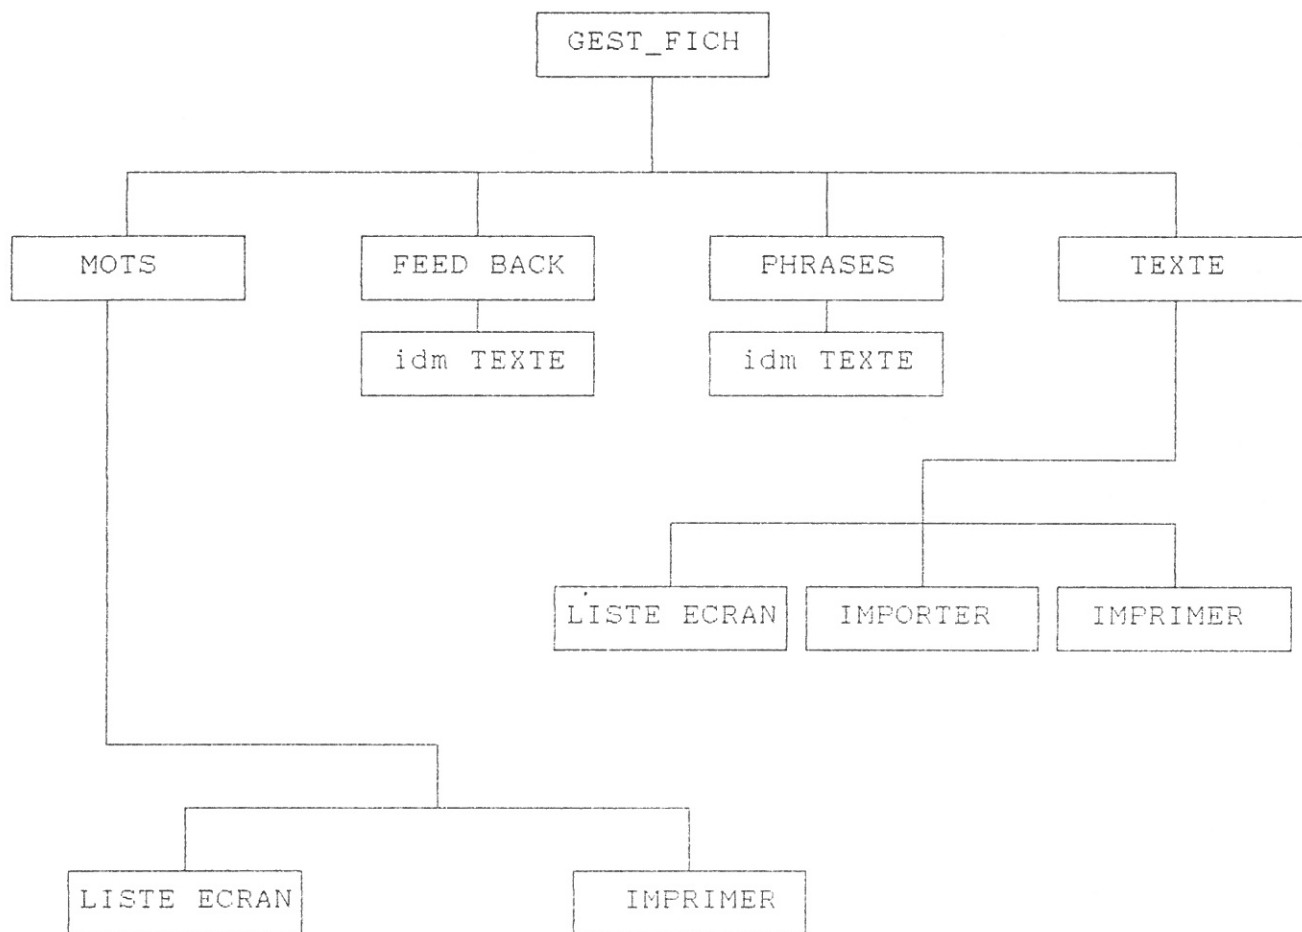 GEST_FICH
MOTS
FEED BACK
PHRASES
TEXTE
idm TEXTE
idm TEXTE
LISTE ECRAN
IMPORTER
IMPRIMER
LISTE ECRAN
IMPRIMER